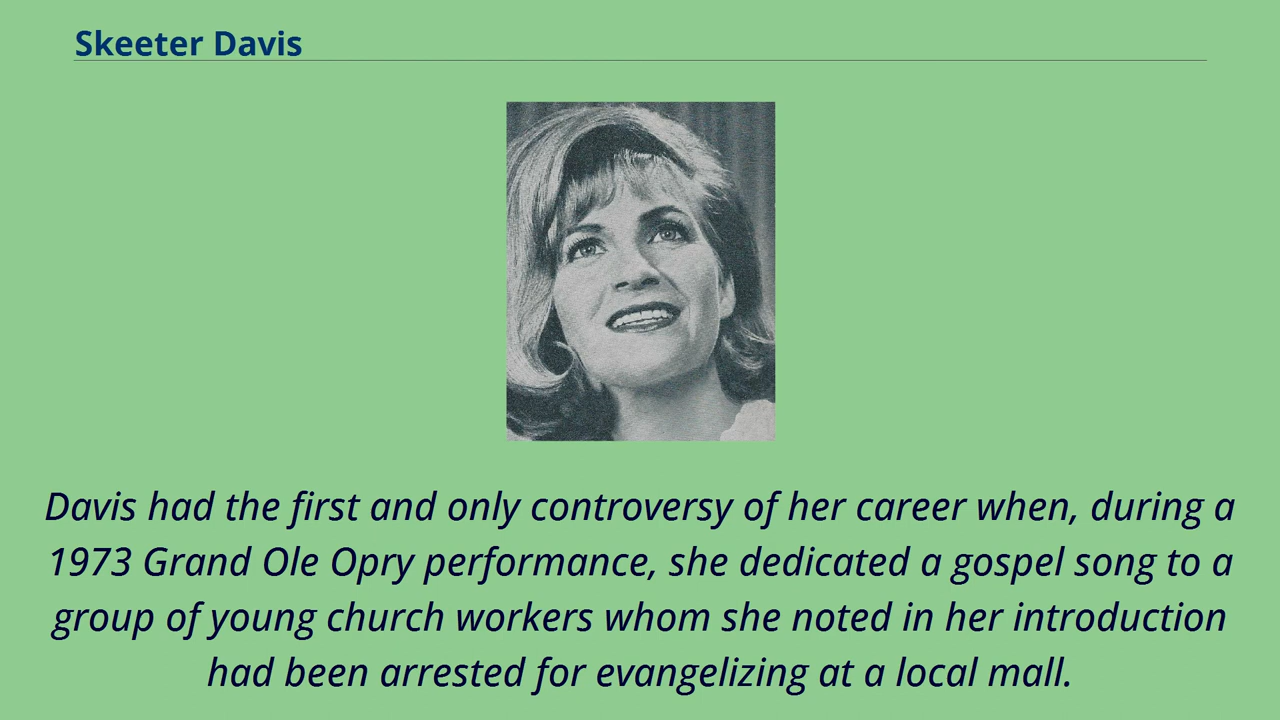 Skeeter Davis
Davis had the first and only controversy of her career when, during a
1973 Grand Ole Opry performance, she dedicated a gospel song to a
group of young church workers whom she noted in her introduction
had been arrested for evangelizing at a local mall.